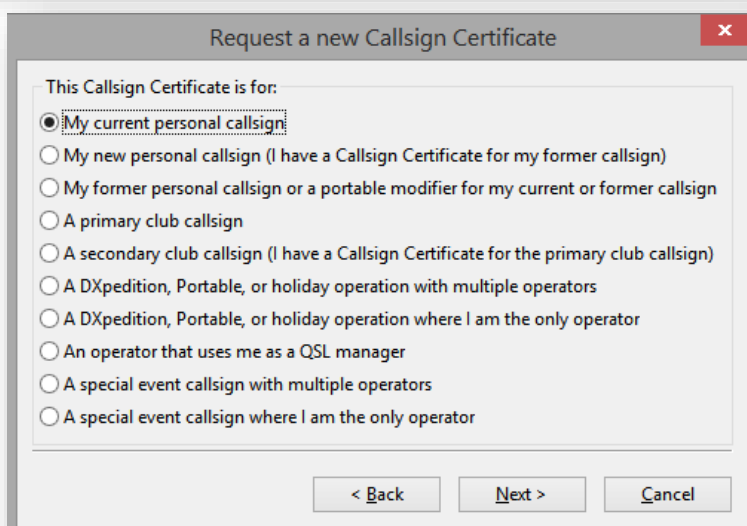 Request a new Callsign Certificate
x
This Callsign Certificate is for:
My current personal callsign
My new personal callsign (I have a Callsign Certificate for my former callsign)
My former personal callsign or a portable modifier for my current or former callsign
A primary club callsign
A secondary club callsign (I have a Callsign Certificate for the primary club callsign)
A DXpedition, Portable, or holiday operation with multiple operators
A DXpedition, Portable, or holiday operation where I am the only operator
An operator that uses me as a QSL manager
A special event callsign with multiple operators
A special event callsign where I am the only operator
< Back Next > Cancel